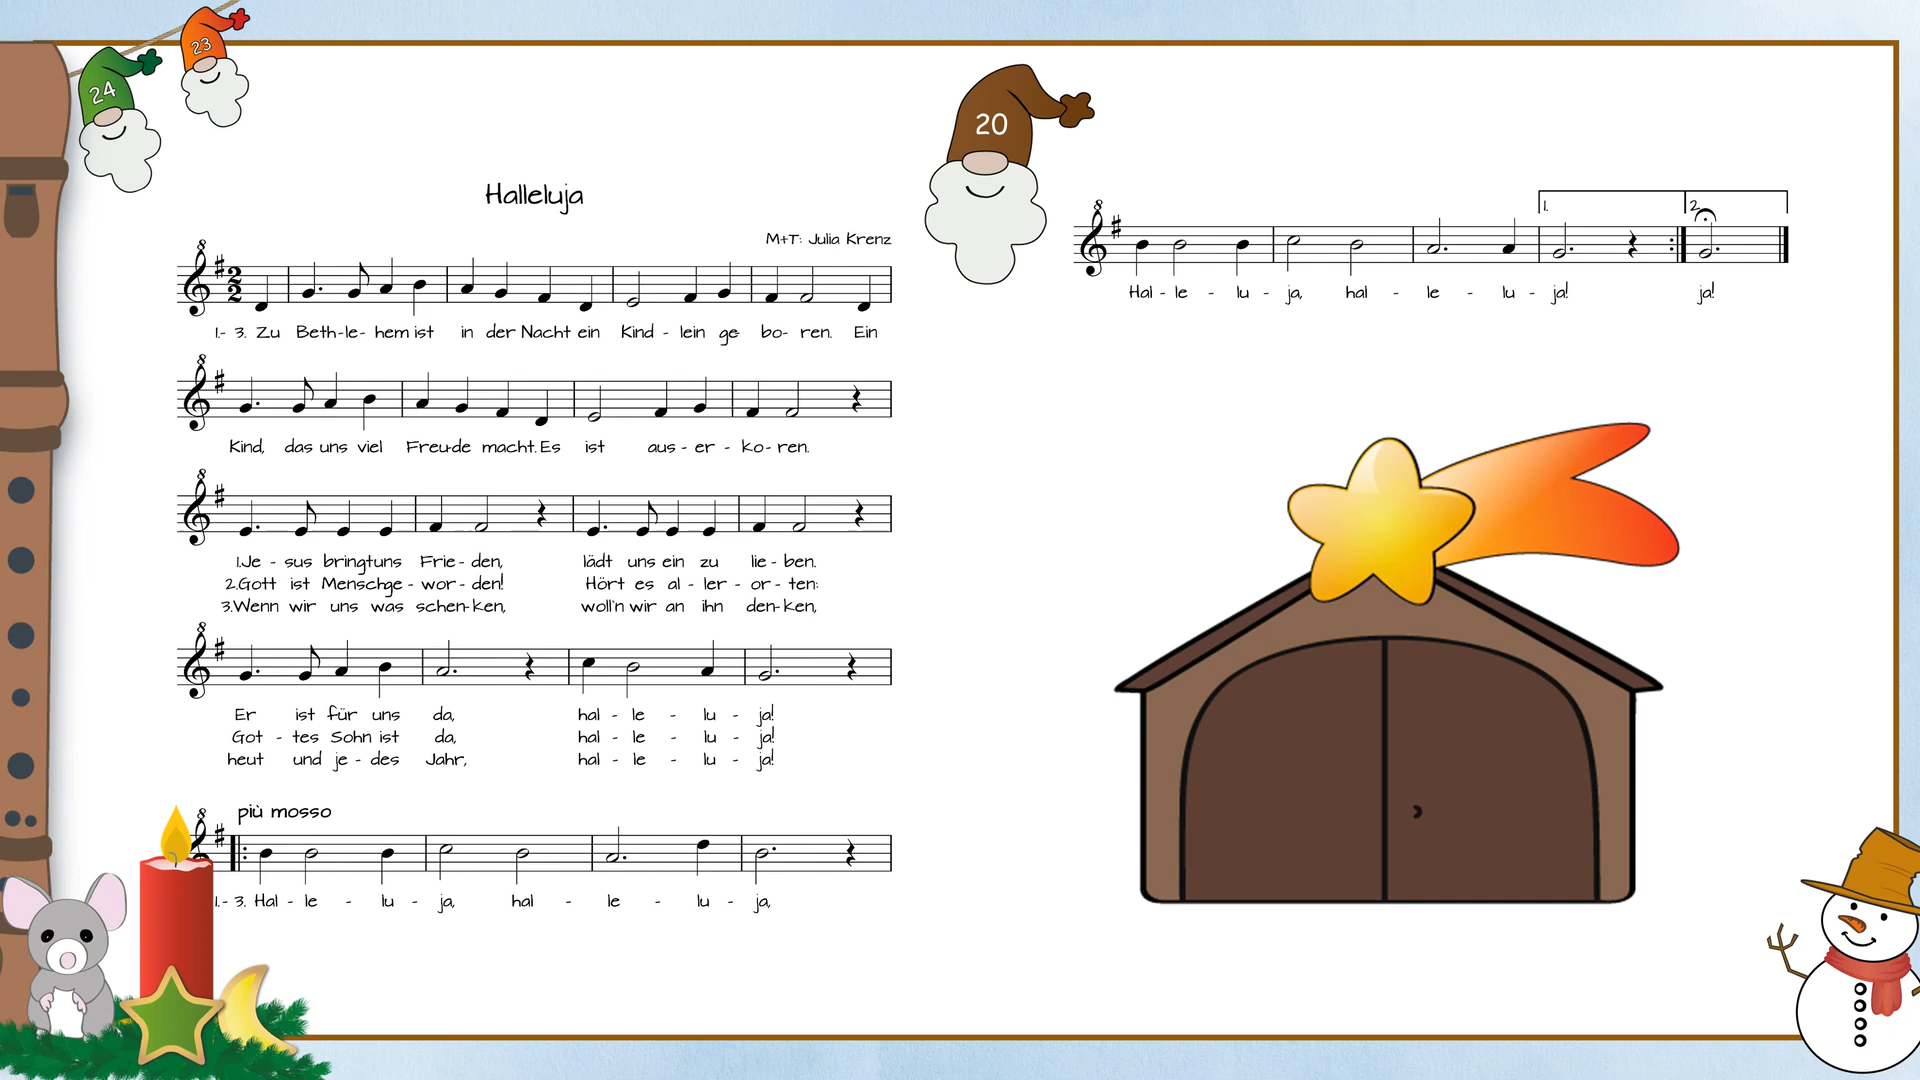 23
24
20
Halleluja
M+T: Julia Krenz
1.- 3. Zu Beth-le- hem ist in der Nacht ein Kind - lein ge- bo- ren. Ein
Kind, das uns viel Freu-de macht. Es ist aus - er - ko - ren.
1.Je - sus bringt uns Frie - den, lädt uns ein zu lie - ben.
2.Gott ist Mensch ge - wor - den! Hört es al - ler - or - ten:
3.Wenn wir uns was schen-ken, woll'n wir an ihn den-ken,
Er ist für uns da, hal - le - lu - ja!
Got - tes Sohn ist da, hal - le - lu - ja!
heut und je - des Jahr, hal - le - lu - ja!
più mosso
1.- 3. Hal - le - lu - ja, hal - le - lu - ja,
1. 2.
Hal - le - lu - ja, hal - le - lu - ja! ja!